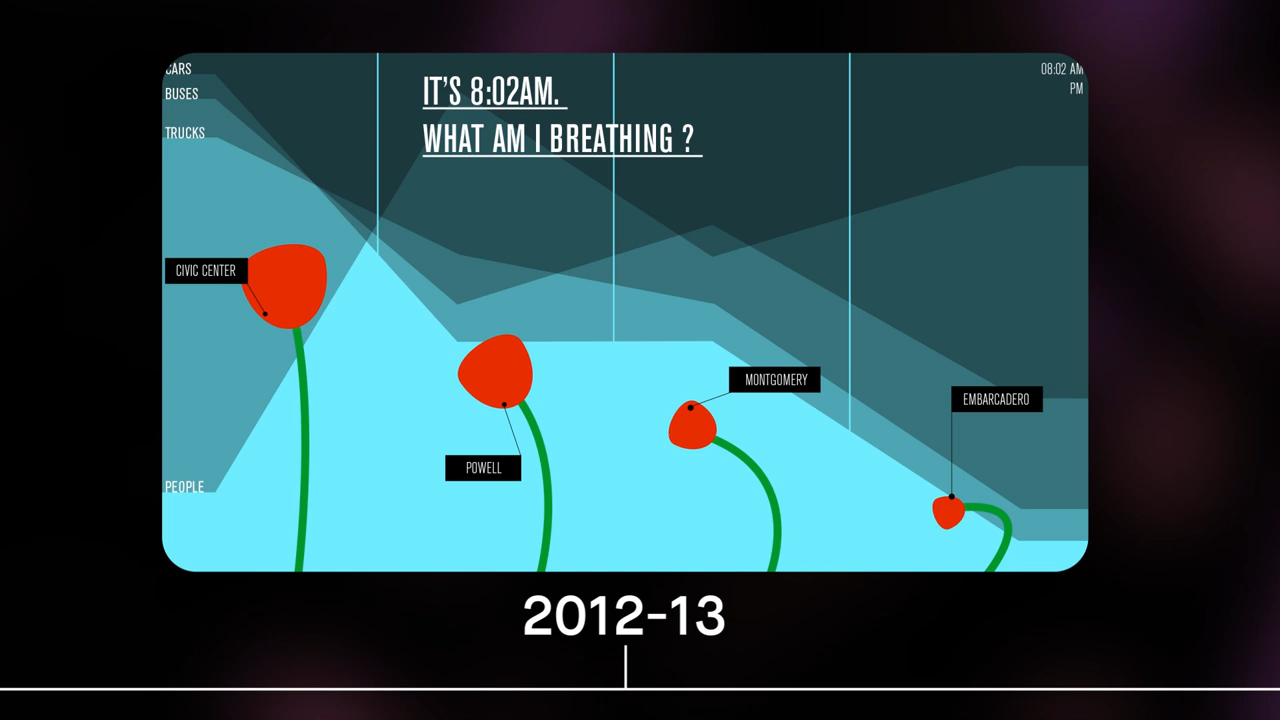 CARS
BUSES
TRUCKS
IT'S 8:02AM.
WHAT AM I BREATHING ?
08:02 AM
PM
CIVIC CENTER
MONTGOMERY
EMBARCADERO
POWELL
PEOPLE
2012-13